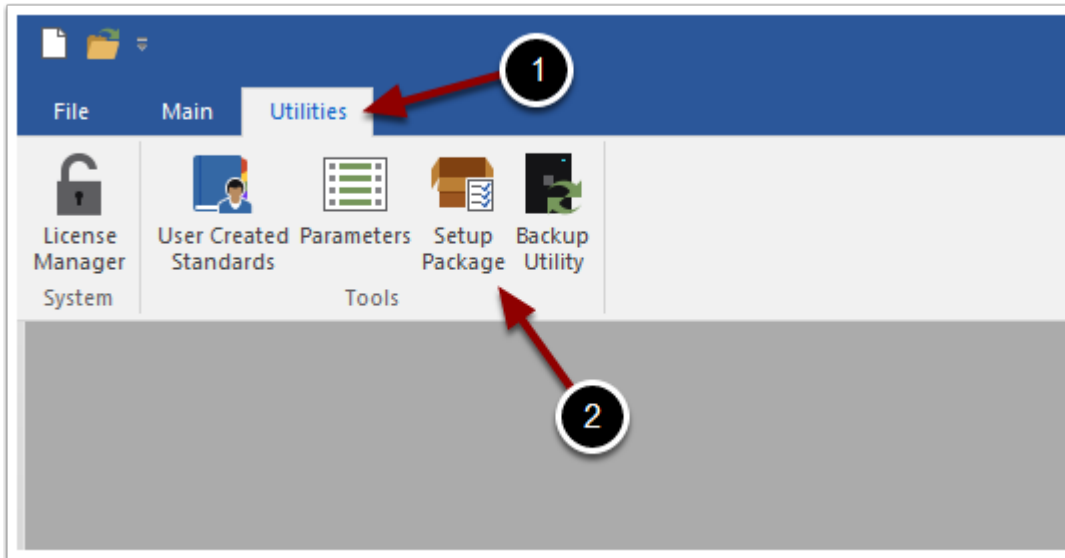 1
File Main Utilities
License User Created Parameters Setup Backup
Manager Standards Package Utility
System Tools
2